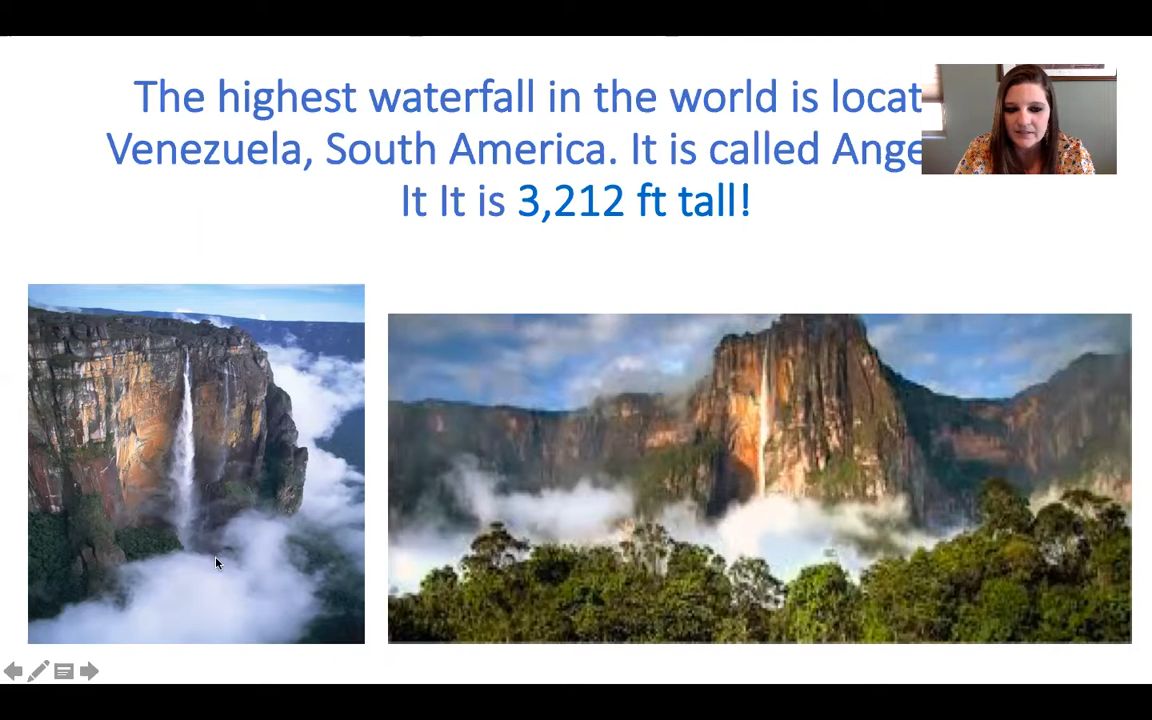 The highest waterfall in the world is locat
Venezuela, South America. It is called Ange
It It is 3,212 ft tall!